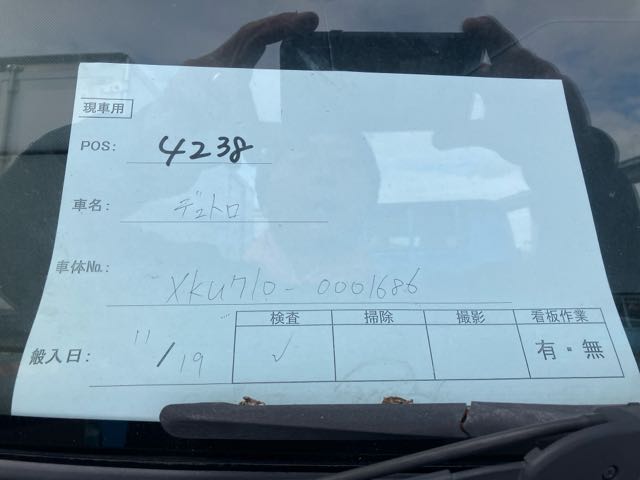 現車用
POS: 4238
車名: デュトロ
車体No.: XKU710-0001686
検査 掃除 撮影 看板作業
般入日: 11/19 ✓ 有・無